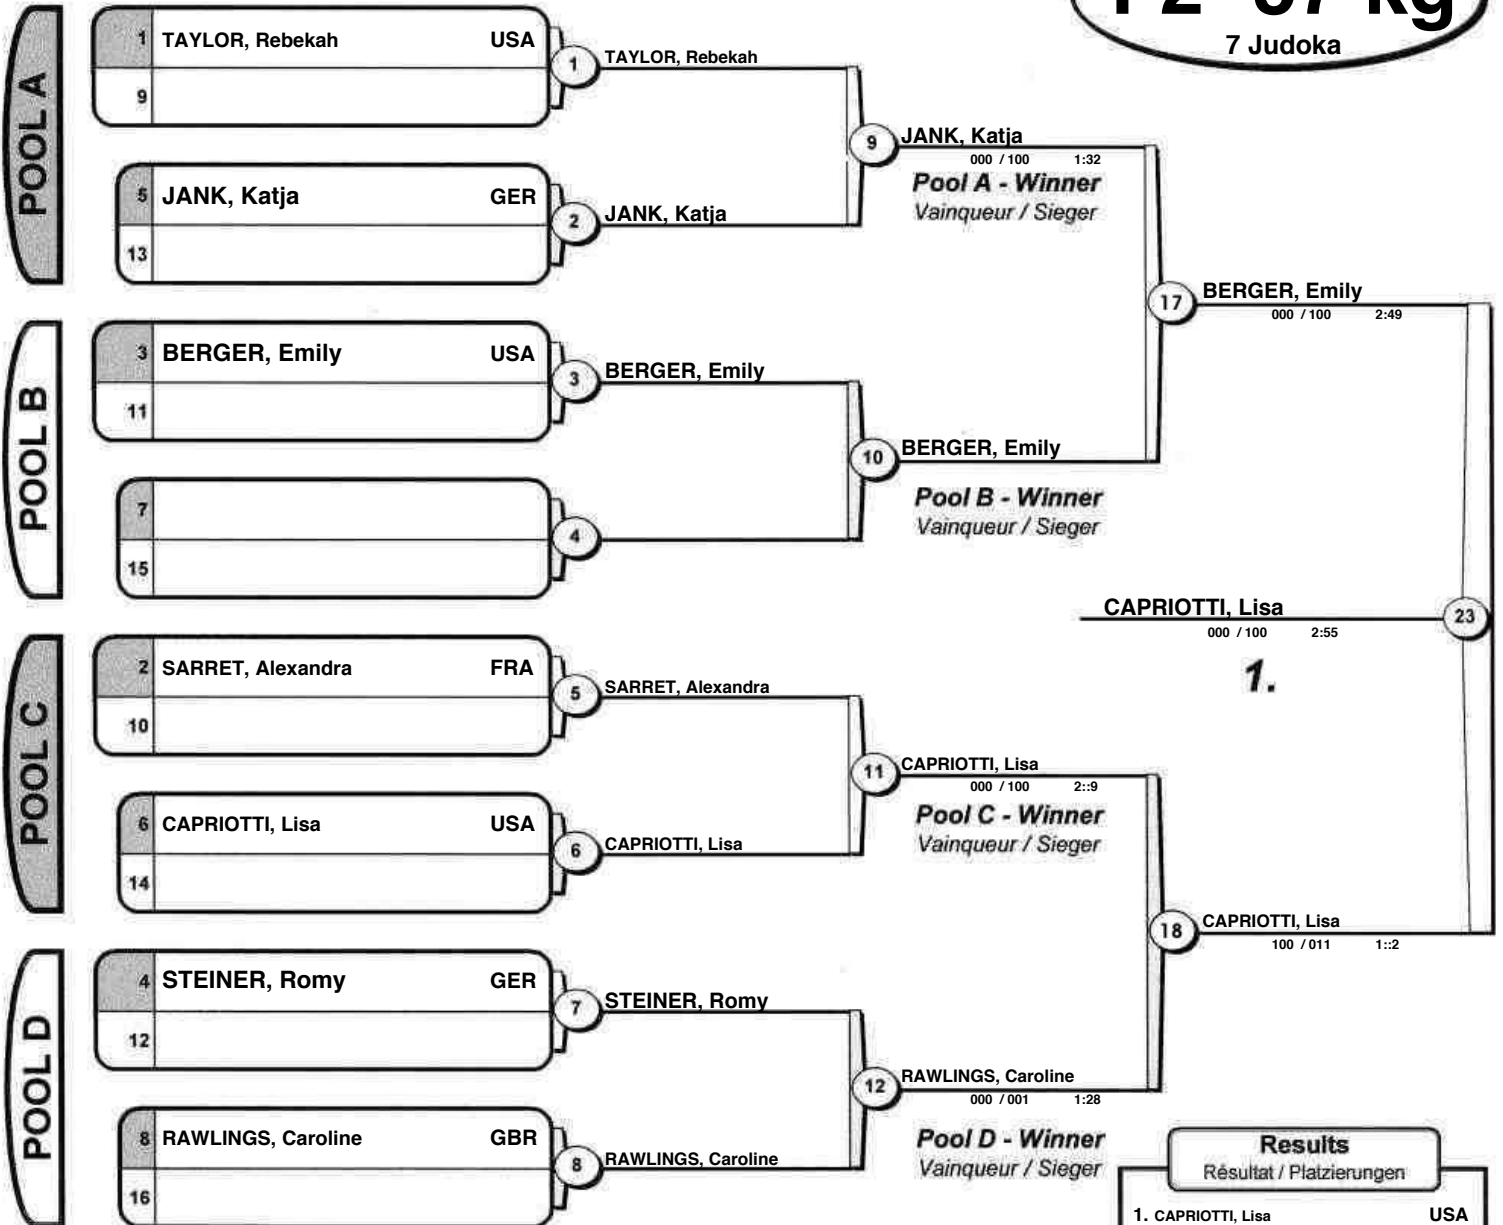 7 Judoka
POOL A
1 TAYLOR, Rebekah USA
9
1 TAYLOR, Rebekah
5 JANK, Katja GER
13
2 JANK, Katja
9 JANK, Katja
000 / 100 1:32
Pool A - Winner
Vainqueur / Sieger
POOL B
3 BERGER, Emily USA
11
3 BERGER, Emily
7
15
4
10 BERGER, Emily
Pool B - Winner
Vainqueur / Sieger
17 BERGER, Emily
000 / 100 2:49
CAPRIOTTI, Lisa 23
000 / 100 2:55
1.
POOL C
2 SARRET, Alexandra FRA
10
5 SARRET, Alexandra
6 CAPRIOTTI, Lisa USA
14
6 CAPRIOTTI, Lisa
11 CAPRIOTTI, Lisa
000 / 100 2::9
Pool C - Winner
Vainqueur / Sieger
18 CAPRIOTTI, Lisa
100 / 011 1::2
POOL D
4 STEINER, Romy GER
12
7 STEINER, Romy
8 RAWLINGS, Caroline GBR
16
8 RAWLINGS, Caroline
12 RAWLINGS, Caroline
000 / 001 1:28
Pool D - Winner
Vainqueur / Sieger
Results
Résultat / Platzierungen
1. CAPRIOTTI, Lisa USA